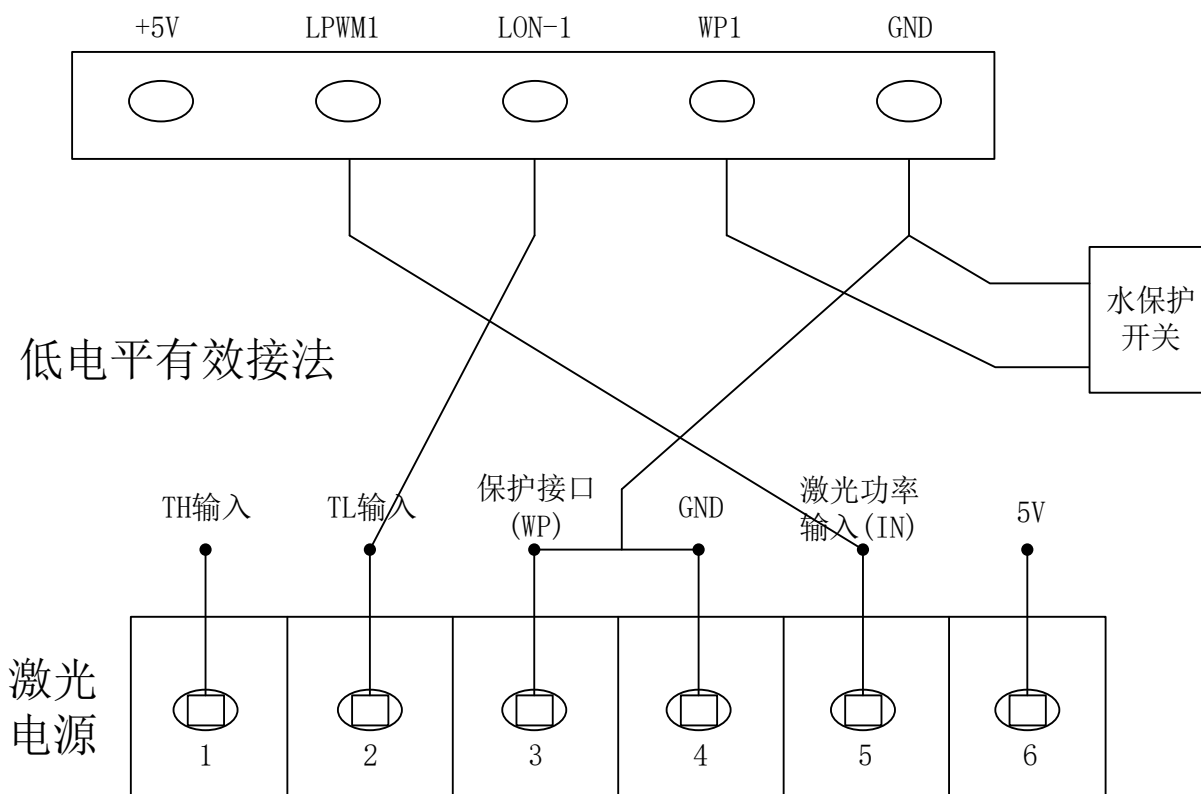 +5V LPWM1 LON-1 WP1 GND
水保护
开关
低电平有效接法
TH输入 TL输入 保护接口 GND 激光功率 5V
(WP) 输入(IN)
激光
电源
1 2 3 4 5 6